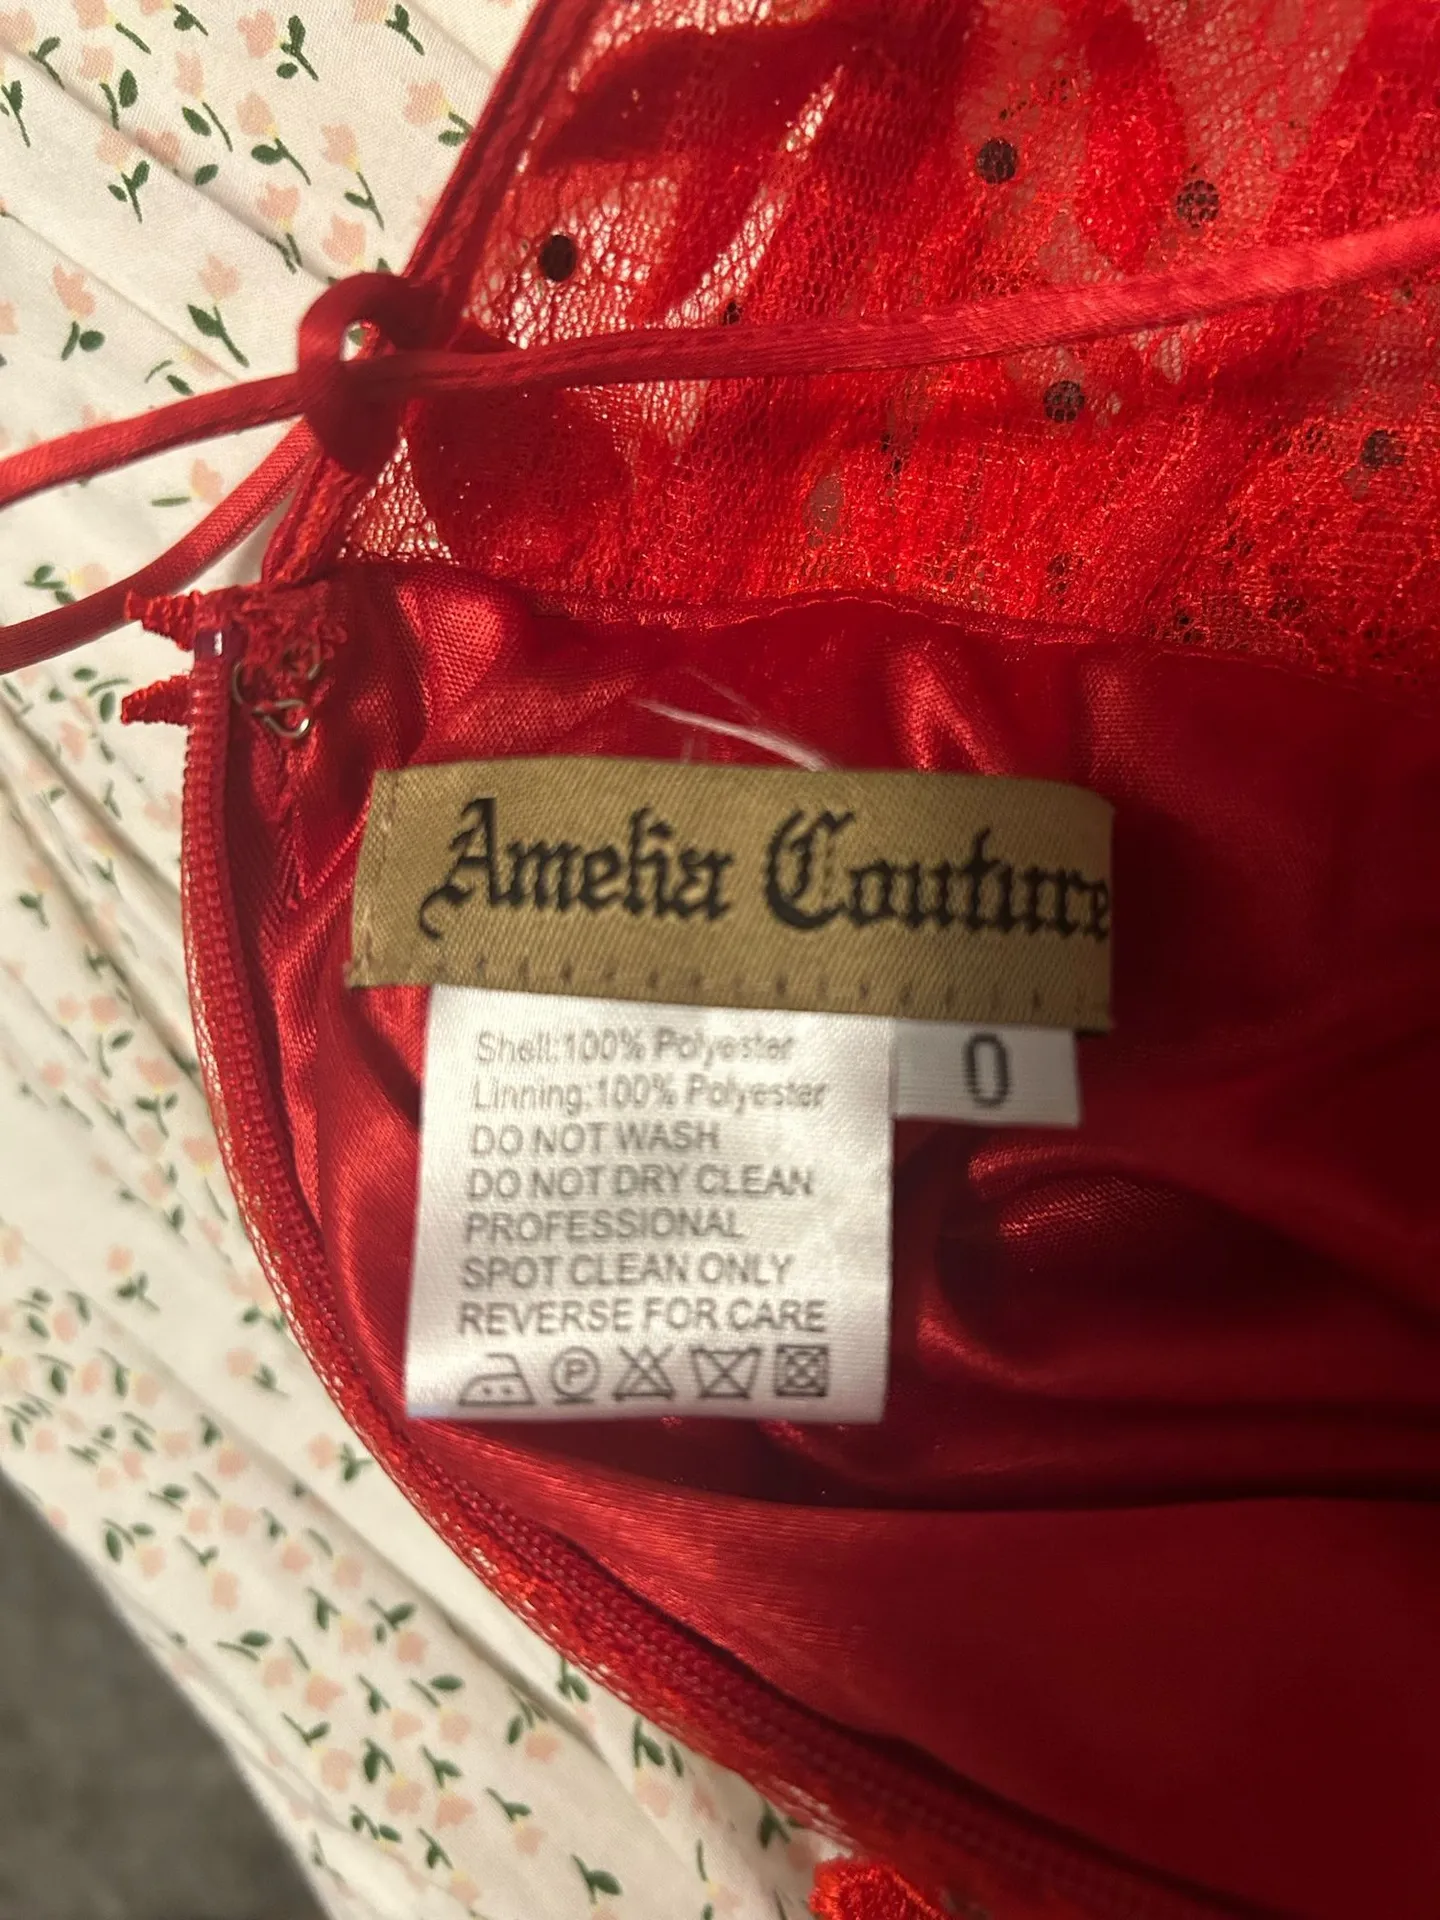 Amelia Couture
0
Shell:100% Polyester
Linning:100% Polyester
DO NOT WASH
DO NOT DRY CLEAN
PROFESSIONAL
SPOT CLEAN ONLY
REVERSE FOR CARE
P